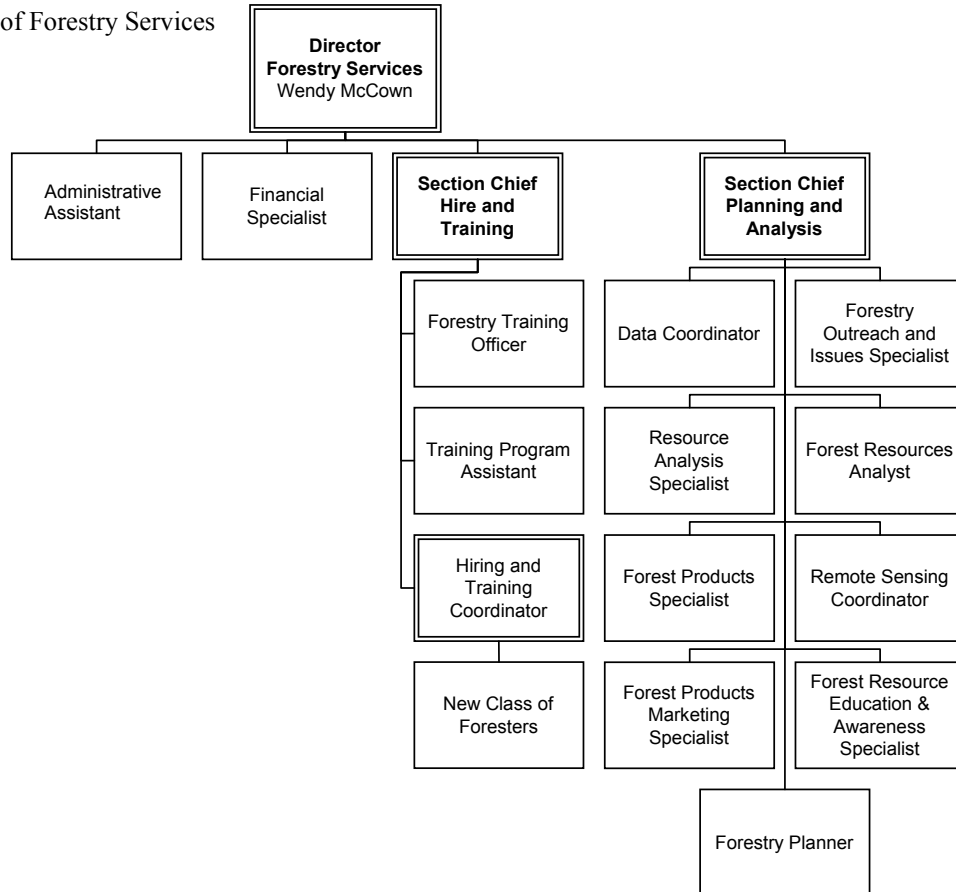 of Forestry Services
Director
Forestry Services
Wendy McCown
Administrative
Assistant
Financial
Specialist
Section Chief
Hire and
Training
Section Chief
Planning and
Analysis
Forestry Training
Officer
Data Coordinator
Forestry
Outreach and
Issues Specialist
Training Program
Assistant
Resource
Analysis
Specialist
Forest Resources
Analyst
Hiring and
Training
Coordinator
Forest Products
Specialist
Remote Sensing
Coordinator
New Class of
Foresters
Forest Products
Marketing
Specialist
Forest Resource
Education &
Awareness
Specialist
Forestry Planner